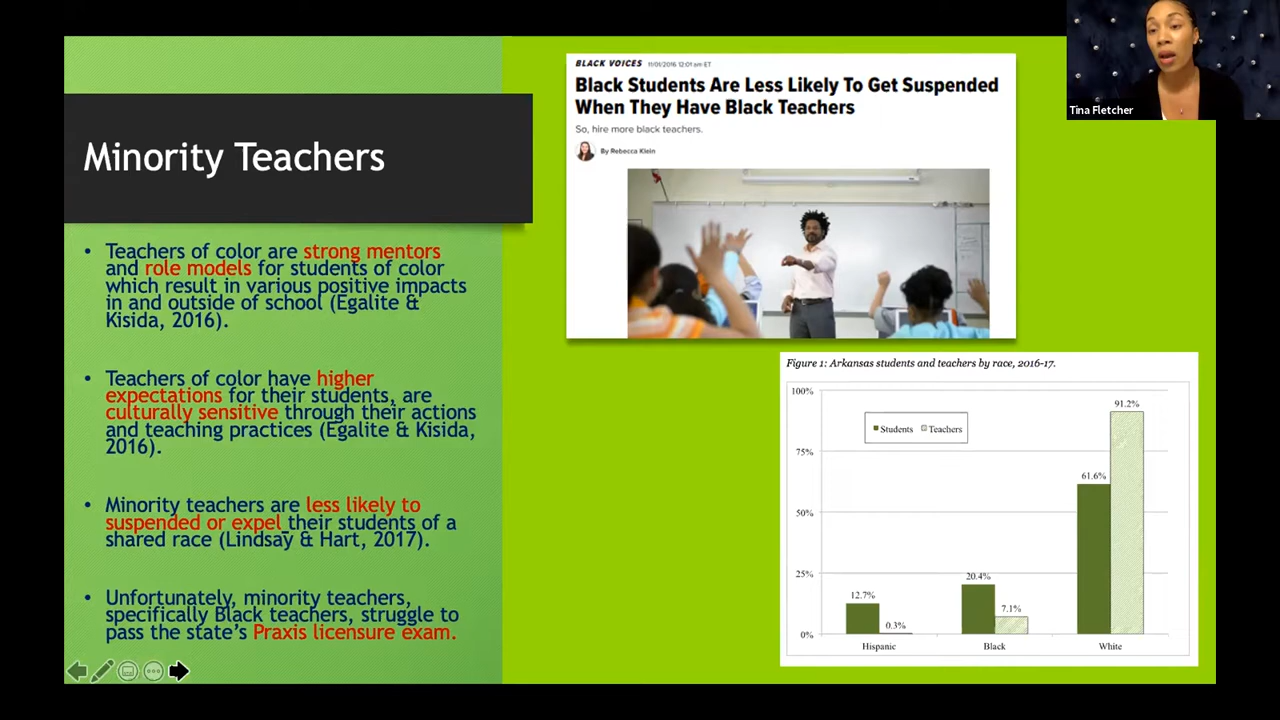 Minority Teachers
• Teachers of color are strong mentors
and role models for students of color
which result in various positive impacts
in and outside of school (Egalite &
Kisida, 2016).
• Teachers of color have higher
expectations for their students, are
culturally sensitive through their actions
and teaching practices (Egalite & Kisida,
2016).
• Minority teachers are less likely to
suspended or expel their students of a
shared race (Lindsay & Hart, 2017).
• Unfortunately, minority teachers,
specifically Black teachers, struggle to
pass the state's Praxis licensure exam.
BLACK VOICES 11/01/2016 12:01 am ET
Black Students Are Less Likely To Get Suspended
When They Have Black Teachers
So, hire more black teachers.
By Rebecca Klein
Tina Fletcher
Figure 1: Arkansas students and teachers by race, 2016-17.
100%
75%
50%
25%
0%
Students Teachers
12.7%
0.3%
20.4%
7.1%
61.6%
91.2%
Hispanic
Black
White